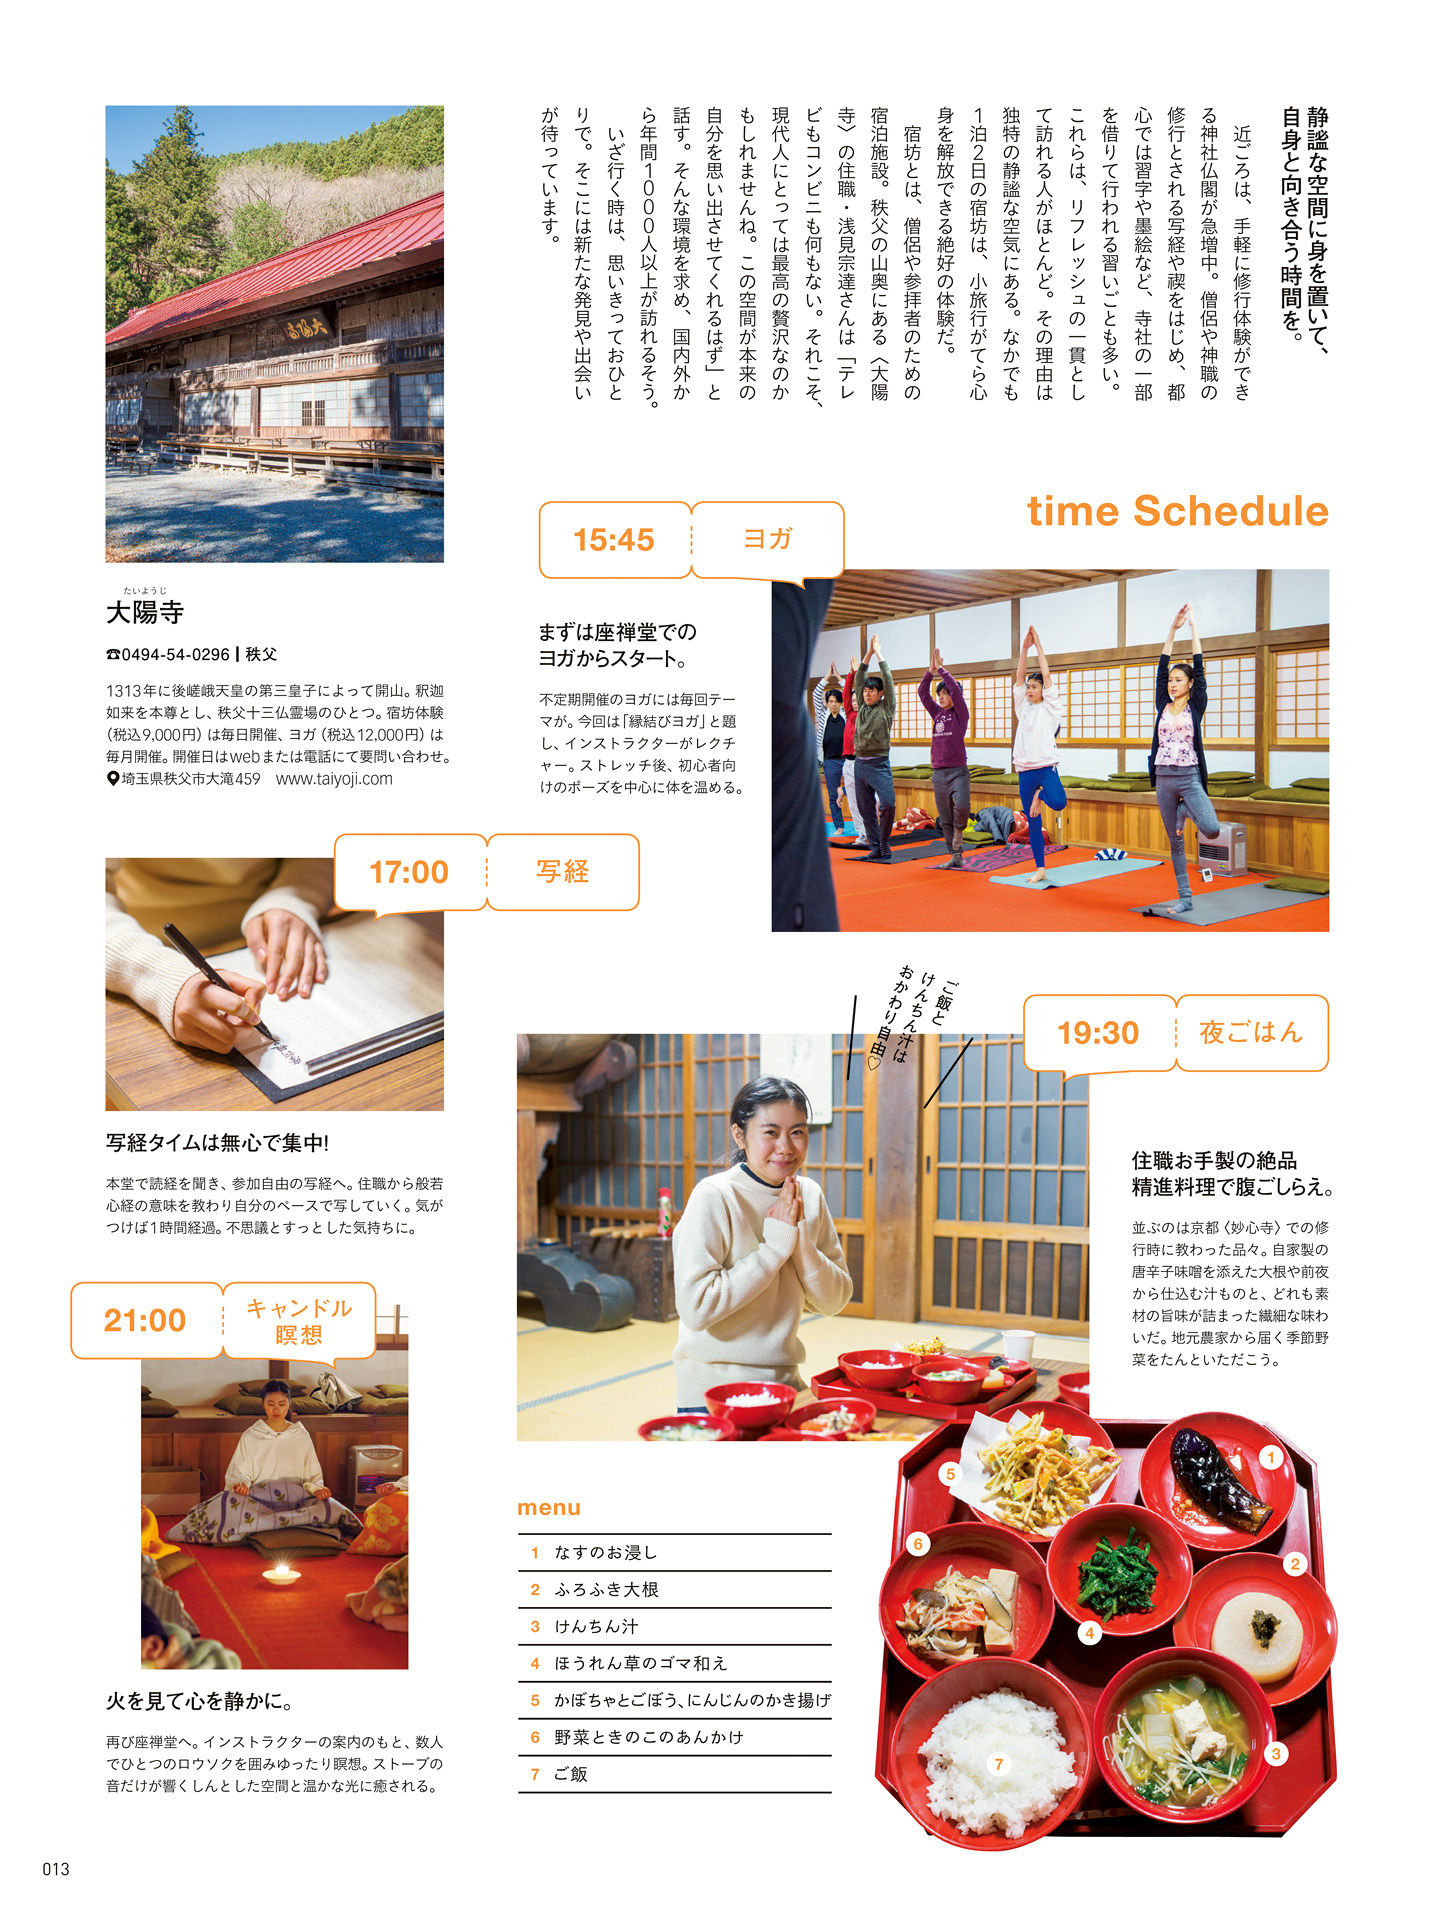 静謐な空間に身を置いて、
自身と向き合う時間を。
近ごろは、手軽に修行体験ができ
る神社仏閣が急増中。僧侶や神職の
修行とされる写経や禊をはじめ、都
心では習字や墨絵など、寺社の一部
を借りて行われる習いごとも多い。
これらは、リフレッシュの一貫とし
て訪れる人がほとんど。その理由は
独特の静謐な空気にある。なかでも
1泊2日の宿坊は、小旅行がてら心
身を解放できる絶好の体験だ。
宿坊とは、僧侶や参拝者のための
宿泊施設。秩父の山奥にある〈大陽
寺〉の住職・浅見宗達さんは「テレ
ビもコンビニも何もない。それこそ、
現代人にとっては最高の贅沢なのか
もしれませんね。この空間が本来の
自分を思い出させてくれるはず」と
話す。そんな環境を求め、国内外か
ら年間1000人以上が訪れるそう。
いざ行く時は、思いきっておひと
りで。そこには新たな発見や出会い
が待っています。
大陽寺
たいようじ
大陽寺
☎0494-54-0296 | 秩父
1313年に後嵯峨天皇の第三皇子によって開山。釈迦
如来を本尊とし、秩父十三仏霊場のひとつ。宿坊体験
（税込9,000円）は毎日開催、ヨガ（税込12,000円）は
毎月開催。開催日はwebまたは電話にて要問い合わせ。
埼玉県秩父市大滝459 www.taiyoji.com
time Schedule
15:45 ヨガ
まずは座禅堂での
ヨガからスタート。
不定期開催のヨガには毎回テー
マが。今回は「縁結びヨガ」と題
し、インストラクターがレクチ
ャー。ストレッチ後、初心者向
けのポーズを中心に体を温める。
17:00 写経
写経タイムは無心で集中!
本堂で読経を聞き、参加自由の写経へ。住職から般若
心経の意味を教わり自分のペースで写していく。気が
つけば1時間経過。不思議とすっとした気持ちに。
19:30 夜ごはん
ご飯と
けんちん汁は
おかわり自由♡
住職お手製の絶品
精進料理で腹ごしらえ。
並ぶのは京都〈妙心寺〉での修
行時に教わった品々。自家製の
唐辛子味噌を添えた大根や前夜
から仕込む汁ものと、どれも素
材の旨味が詰まった繊細な味わ
いだ。地元農家から届く季節野
菜をたんといただこう。
menu
1 なすのお浸し
2 ふろふき大根
3 けんちん汁
4 ほうれん草のゴマ和え
5 かぼちゃとごぼう、にんじんのかき揚げ
6 野菜ときのこのあんかけ
7 ご飯
1
2
3
4
5
6
7
21:00 キャンドル
瞑想
火を見て心を静かに。
再び座禅堂へ。インストラクターの案内のもと、数人
でひとつのロウソクを囲みゆったり瞑想。ストーブの
音だけが響くしんとした空間と温かな光に癒される。
013